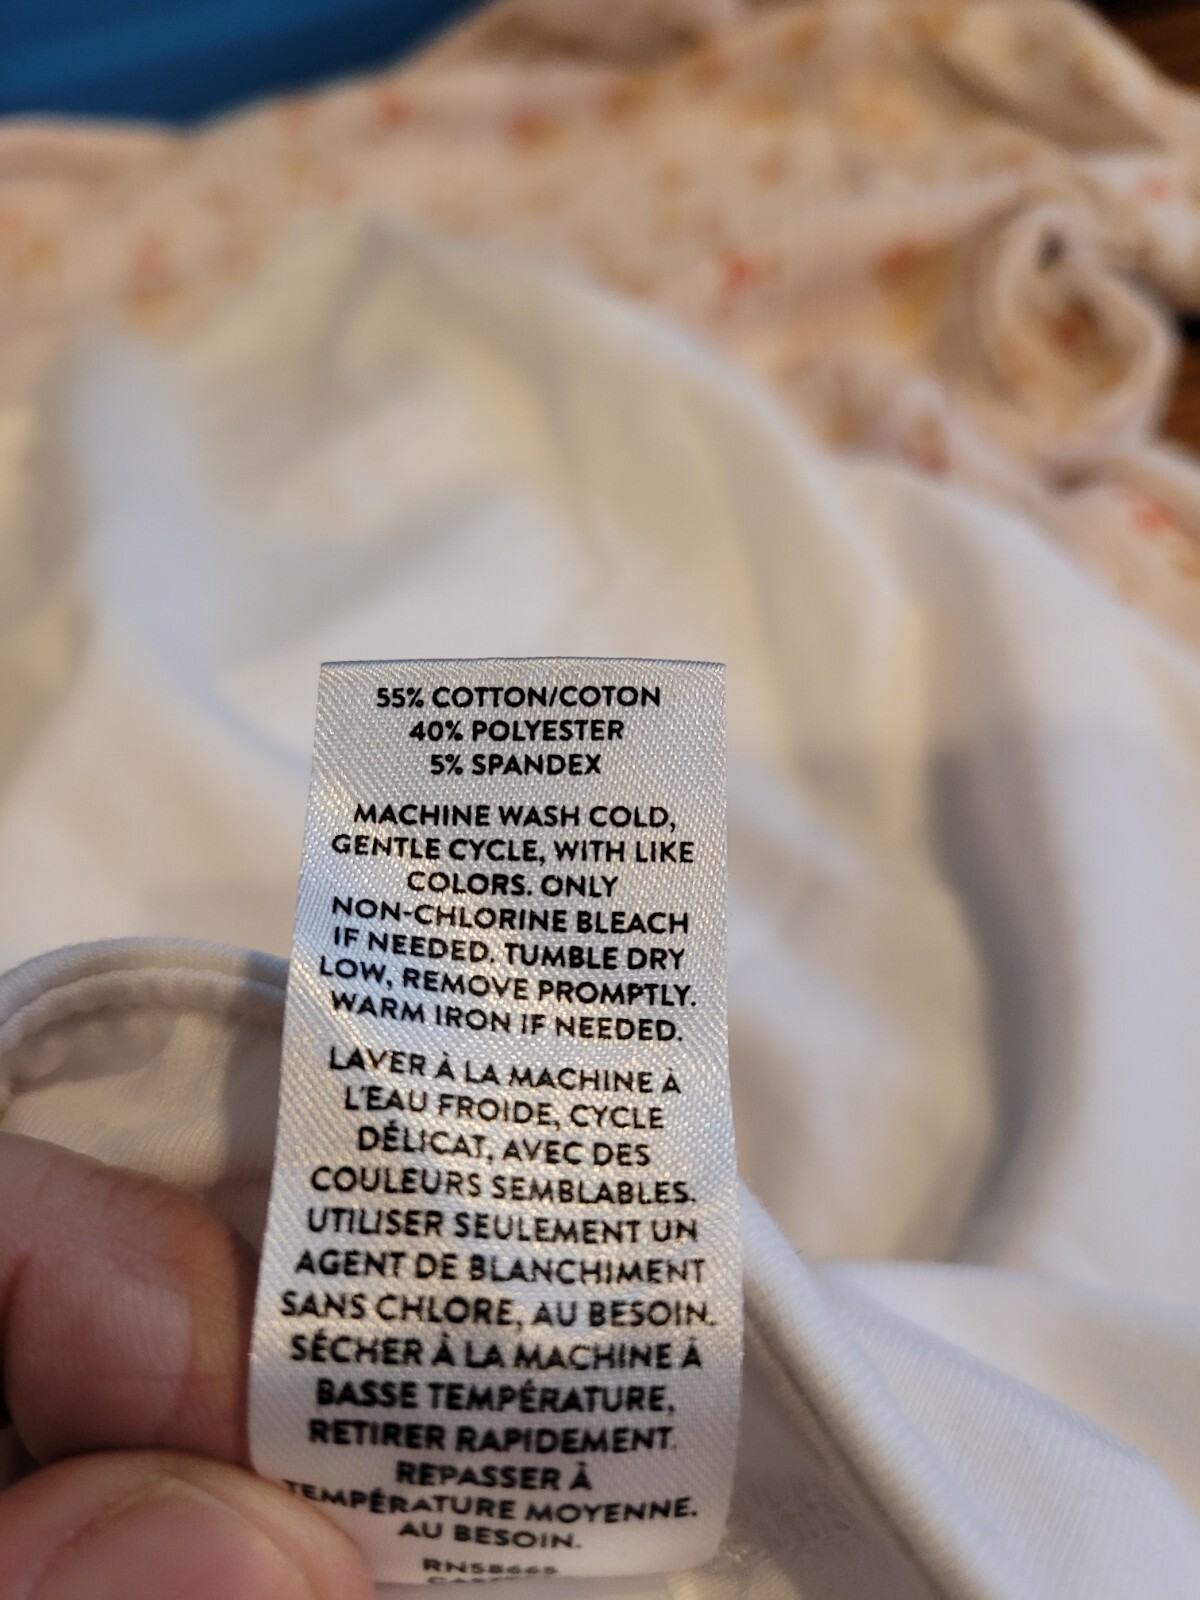 55% COTTON/COTON
40% POLYESTER
5% SPANDEX
MACHINE WASH COLD,
GENTLE CYCLE, WITH LIKE
COLORS. ONLY
NON-CHLORINE BLEACH
IF NEEDED. TUMBLE DRY
LOW, REMOVE PROMPTLY.
WARM IRON IF NEEDED.
LAVER À LA MACHINE À
L'EAU FROIDE, CYCLE
DÉLICAT, AVEC DES
COULEURS SEMBLABLES.
UTILISER SEULEMENT UN
AGENT DE BLANCHIMENT
SANS CHLORE, AU BESOIN.
SÉCHER À LA MACHINE À
BASSE TEMPÉRATURE,
RETIRER RAPIDEMENT.
REPASSER À
TEMPÉRATURE MOYENNE.
AU BESOIN.